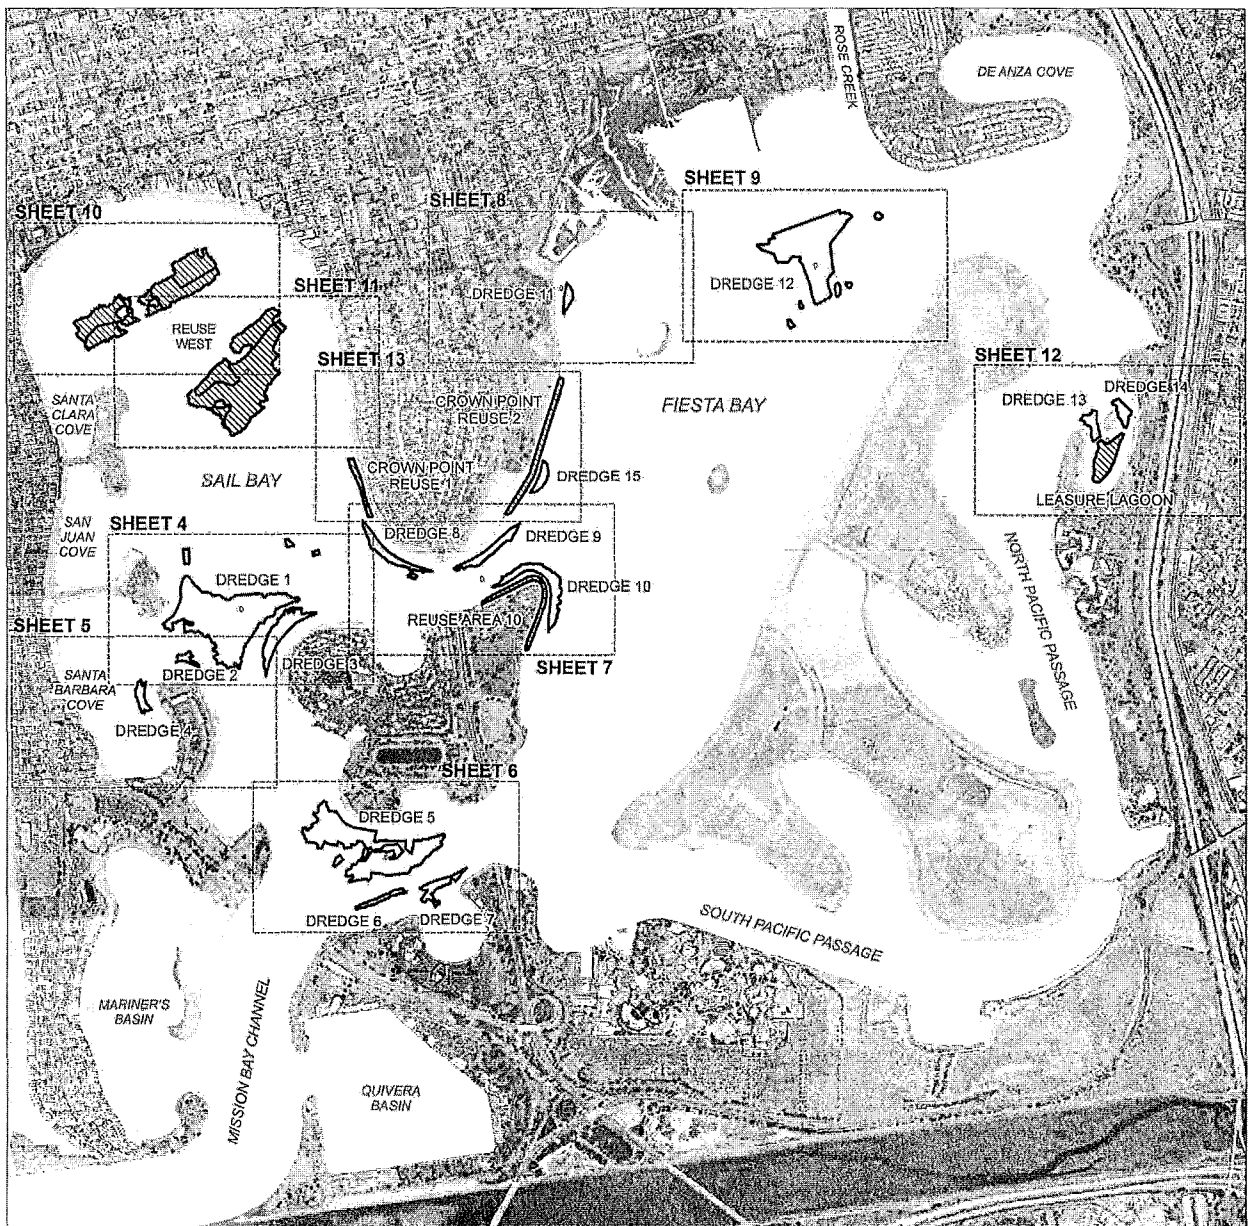 ROSE CREEK
DE ANZA COVE
SHEET 9
SHEET 8
SHEET 10
DREDGE 12
DREDGE 11
SHEET 11
REUSE
WEST
SHEET 13
SHEET 12
SANTA
CLARA
COVE
CROWN POINT
REUSE 2
FIESTA BAY
DREDGE 14
DREDGE 13
CROWN POINT
REUSE 1
DREDGE 15
SAIL BAY
LEASURE LAGOON
SAN
JUAN
COVE
SHEET 4
DREDGE 8
DREDGE 9
NORTH PACIFIC PASSAGE
DREDGE 1
DREDGE 10
REUSE AREA 10
SHEET 5
DREDGE 3
SHEET 7
DREDGE 2
SANTA
BARBARA
COVE
DREDGE 4
SHEET 6
DREDGE 5
DREDGE 6
DREDGE 7
SOUTH PACIFIC PASSAGE
MARINER'S
BASIN
MISSION BAY CHANNEL
QUIVERA
BASIN